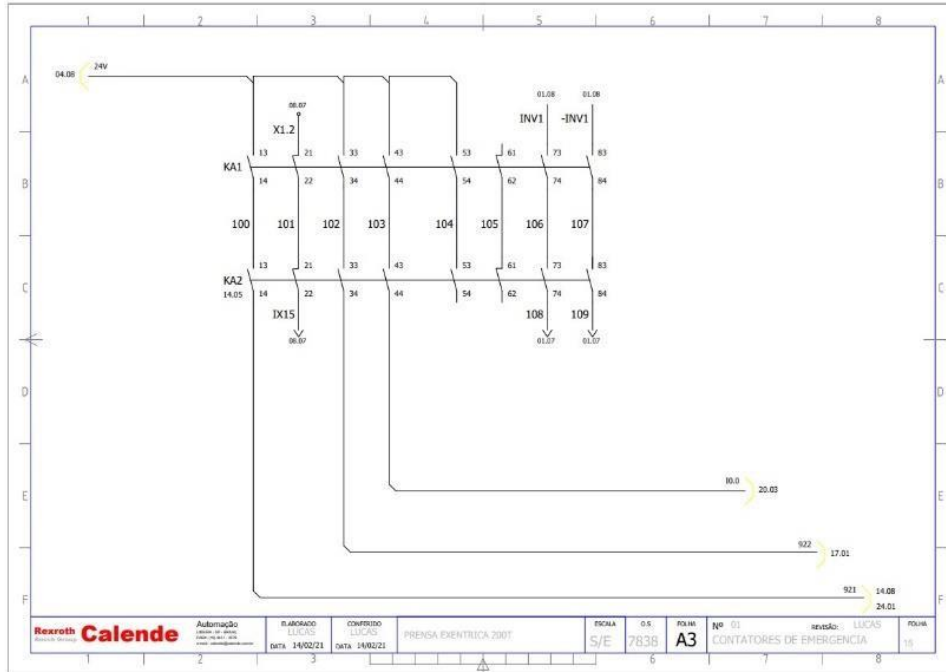 1 2 3 4 5 6 7 8
A A
04.08 24V
01.08 01.08
08.07
INV1 -INV1
X1.2
13 21 33 43 53 61 73 83
KA1
B B
14 22 34 44 54 62 74 84
100 101 102 103 104 105 106 107
13 21 33 43 53 61 73 83
KA2
C C
14.05 14 22 34 44 54 62 74 84
IX15 108 109
08.07 01.07 01.07
D D
I0.0 20.03
E E
922 17.01
921 14.08
F F
24.01
Rexroth Calende
Bosch Group
Automação
ELABORADO CONFERIDO
LUCAS LUCAS
DATA 14/02/21 DATA 14/02/21
PRENSA EXENTRICA 200T.
ESCALA O.S FOLHA
S/E 7838 A3
Nº 01 REVISÃO: LUCAS
CONTATORES DE EMERGENCIA
FOLHA
15
1 2 3 4 5 6 7 8